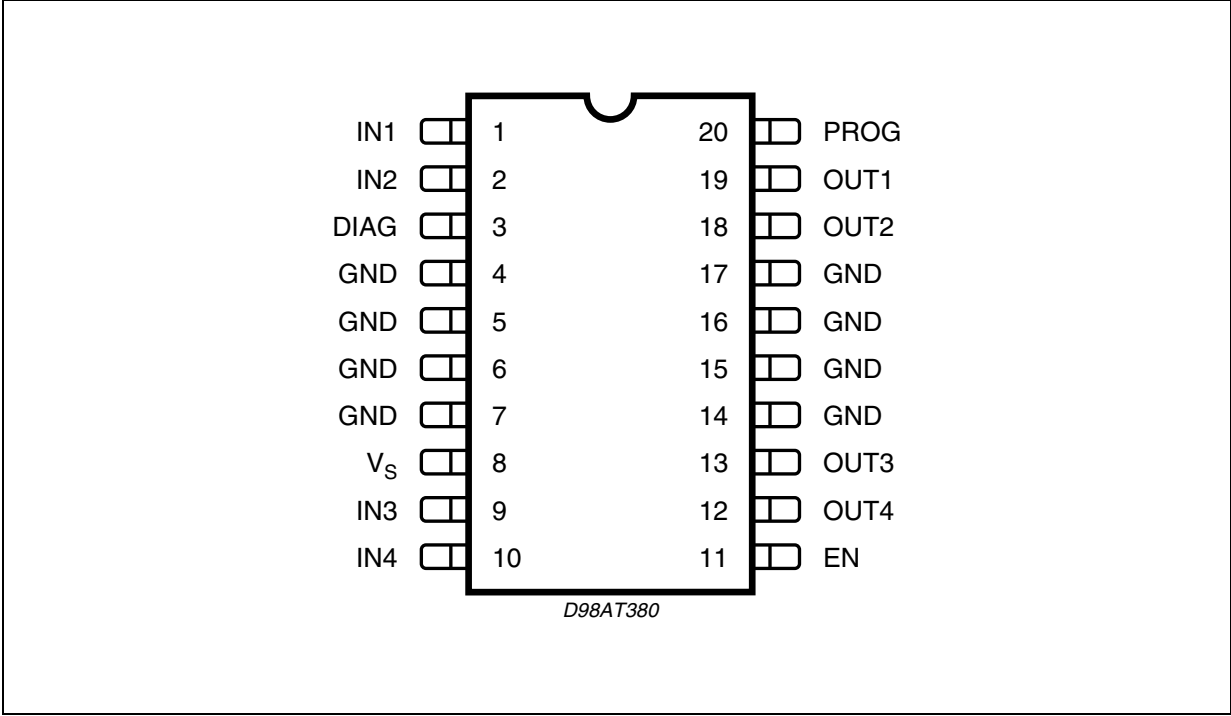 IN1 1 20 PROG
IN2 2 19 OUT1
DIAG 3 18 OUT2
GND 4 17 GND
GND 5 16 GND
GND 6 15 GND
GND 7 14 GND
VS 8 13 OUT3
IN3 9 12 OUT4
IN4 10 11 EN
D98AT380